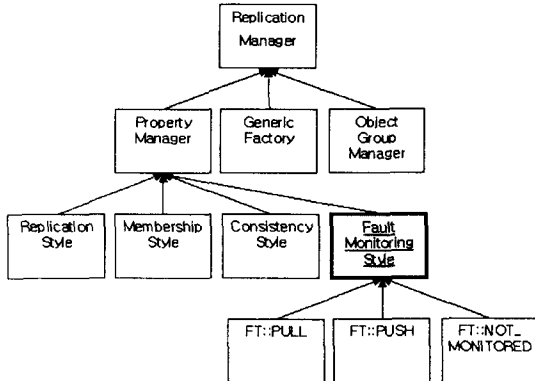 Replication
Manager
Property
Manager
Generic
Factory
Object
Group
Manager
Replication
Style
Membership
Style
Consistency
Style
Fault
Monitoring
Style
FT::PULL
FT::PUSH
FT::NOT_
MONITORED